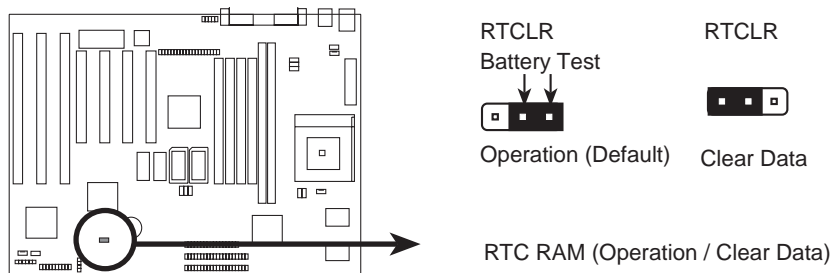 RTCLR
Battery Test
Operation (Default)
RTCLR
Clear Data
RTC RAM (Operation / Clear Data)